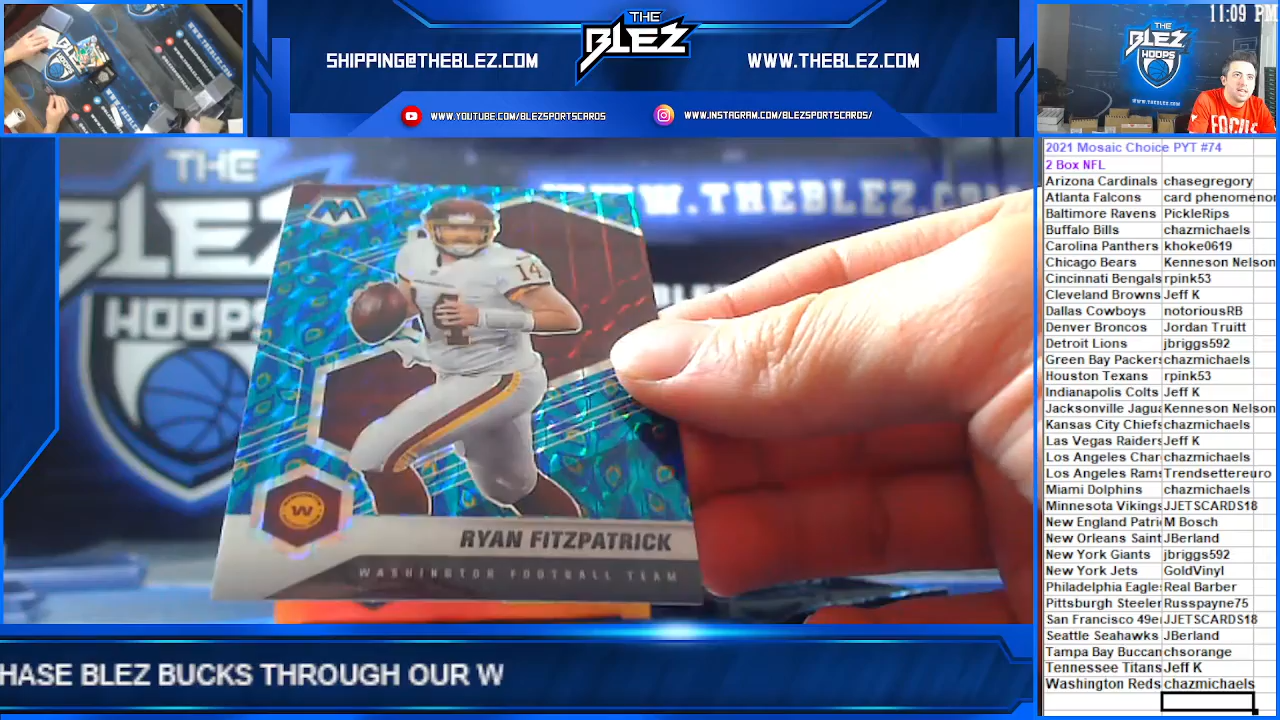 11:09 PM
THE
BLEZ
SHIPPING@THEBLEZ.COM
WWW.THEBLEZ.COM
WWW.YOUTUBE.COM/BLEZSPORTSCARDS
WWW.INSTAGRAM.COM/BLEZSPORTSCARDS/
THE
BLEZ
HOOPS
FOCUS
THE
HOOPS
WWW.THEBLEZ.COM
14
RYAN FITZPATRICK
WASHINGTON FOOTBALL TEAM
W
HASE BLEZ BUCKS THROUGH OUR W
2021 Mosaic Choice PYT #74
2 Box NFL
Arizona Cardinals chasegregory
Atlanta Falcons card phenomenon
Baltimore Ravens PickleRips
Buffalo Bills chazmichaels
Carolina Panthers khoke0619
Chicago Bears Kenneson Nelson
Cincinnati Bengals rpink53
Cleveland Browns Jeff K
Dallas Cowboys notoriousRB
Denver Broncos Jordan Truitt
Detroit Lions jbriggs592
Green Bay Packers chazmichaels
Houston Texans rpink53
Indianapolis Colts Jeff K
Jacksonville Jagua Kenneson Nelson
Kansas City Chiefs chazmichaels
Las Vegas Raiders Jeff K
Los Angeles Char chazmichaels
Los Angeles Rams Trendsettereuro
Miami Dolphins chazmichaels
Minnesota Vikings JJETSCARDS18
New England Patri M Bosch
New Orleans Saint JBerland
New York Giants jbriggs592
New York Jets GoldVinyl
Philadelphia Eagle Real Barber
Pittsburgh Steeler Russpayne75
San Francisco 49e JJETSCARDS18
Seattle Seahawks JBerland
Tampa Bay Buccan chsorange
Tennessee Titans Jeff K
Washington Reds chazmichaels